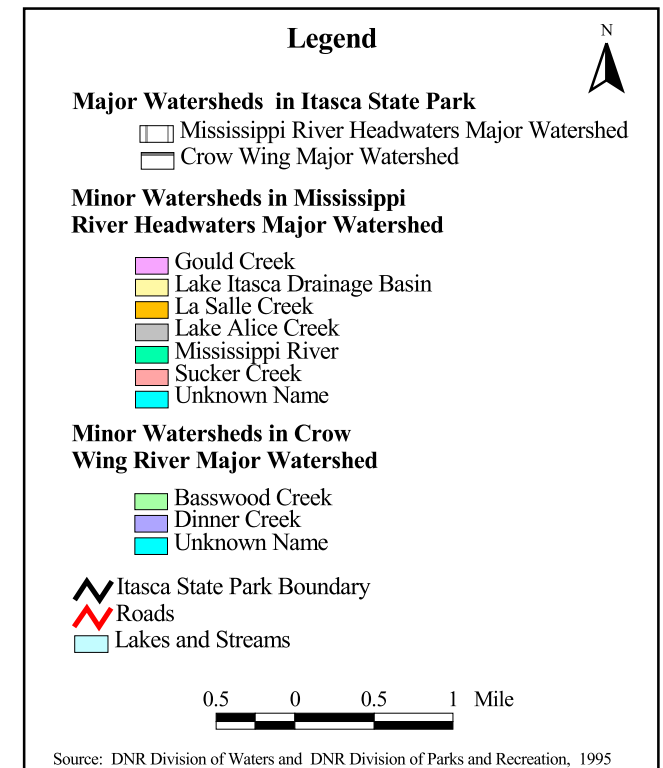 Legend
N
Major Watersheds in Itasca State Park
Mississippi River Headwaters Major Watershed
Crow Wing Major Watershed
Minor Watersheds in Mississippi
River Headwaters Major Watershed
Gould Creek
Lake Itasca Drainage Basin
La Salle Creek
Lake Alice Creek
Mississippi River
Sucker Creek
Unknown Name
Minor Watersheds in Crow
Wing River Major Watershed
Basswood Creek
Dinner Creek
Unknown Name
Itasca State Park Boundary
Roads
Lakes and Streams
0.5 0 0.5 1 Mile
Source: DNR Division of Waters and DNR Division of Parks and Recreation, 1995